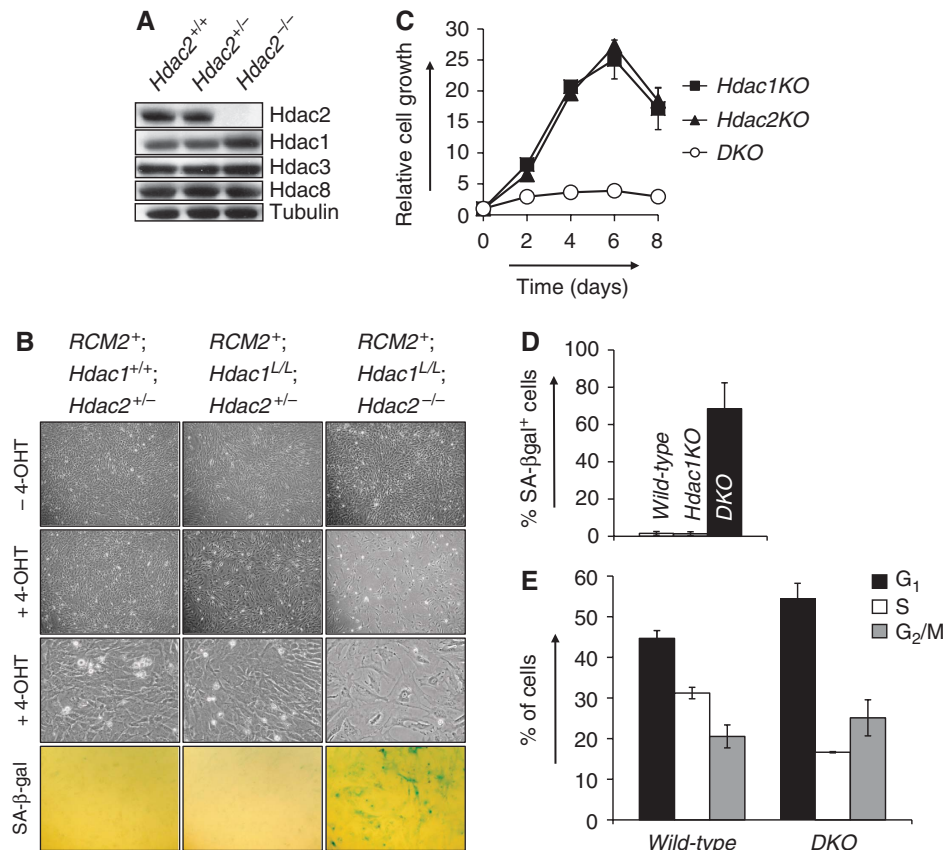 A
Hdac2+/+
Hdac2+/−
Hdac2−/−
Hdac2
Hdac1
Hdac3
Hdac8
Tubulin
C
Relative cell growth
30
25
20
15
10
5
0
0 2 4 6 8
Time (days)
Hdac1KO
Hdac2KO
DKO
B
RCM2+; RCM2+; RCM2+;
Hdac1+/+; Hdac1L/L; Hdac1L/L;
Hdac2+/− Hdac2+/− Hdac2−/−
− 4-OHT
+ 4-OHT
+ 4-OHT
SA-β-gal
D
% SA-βgal+ cells
100
80
60
40
20
0
Wild-type
Hdac1KO
DKO
E
% of cells
60
50
40
30
20
10
0
Wild-type DKO
G1
S
G2/M